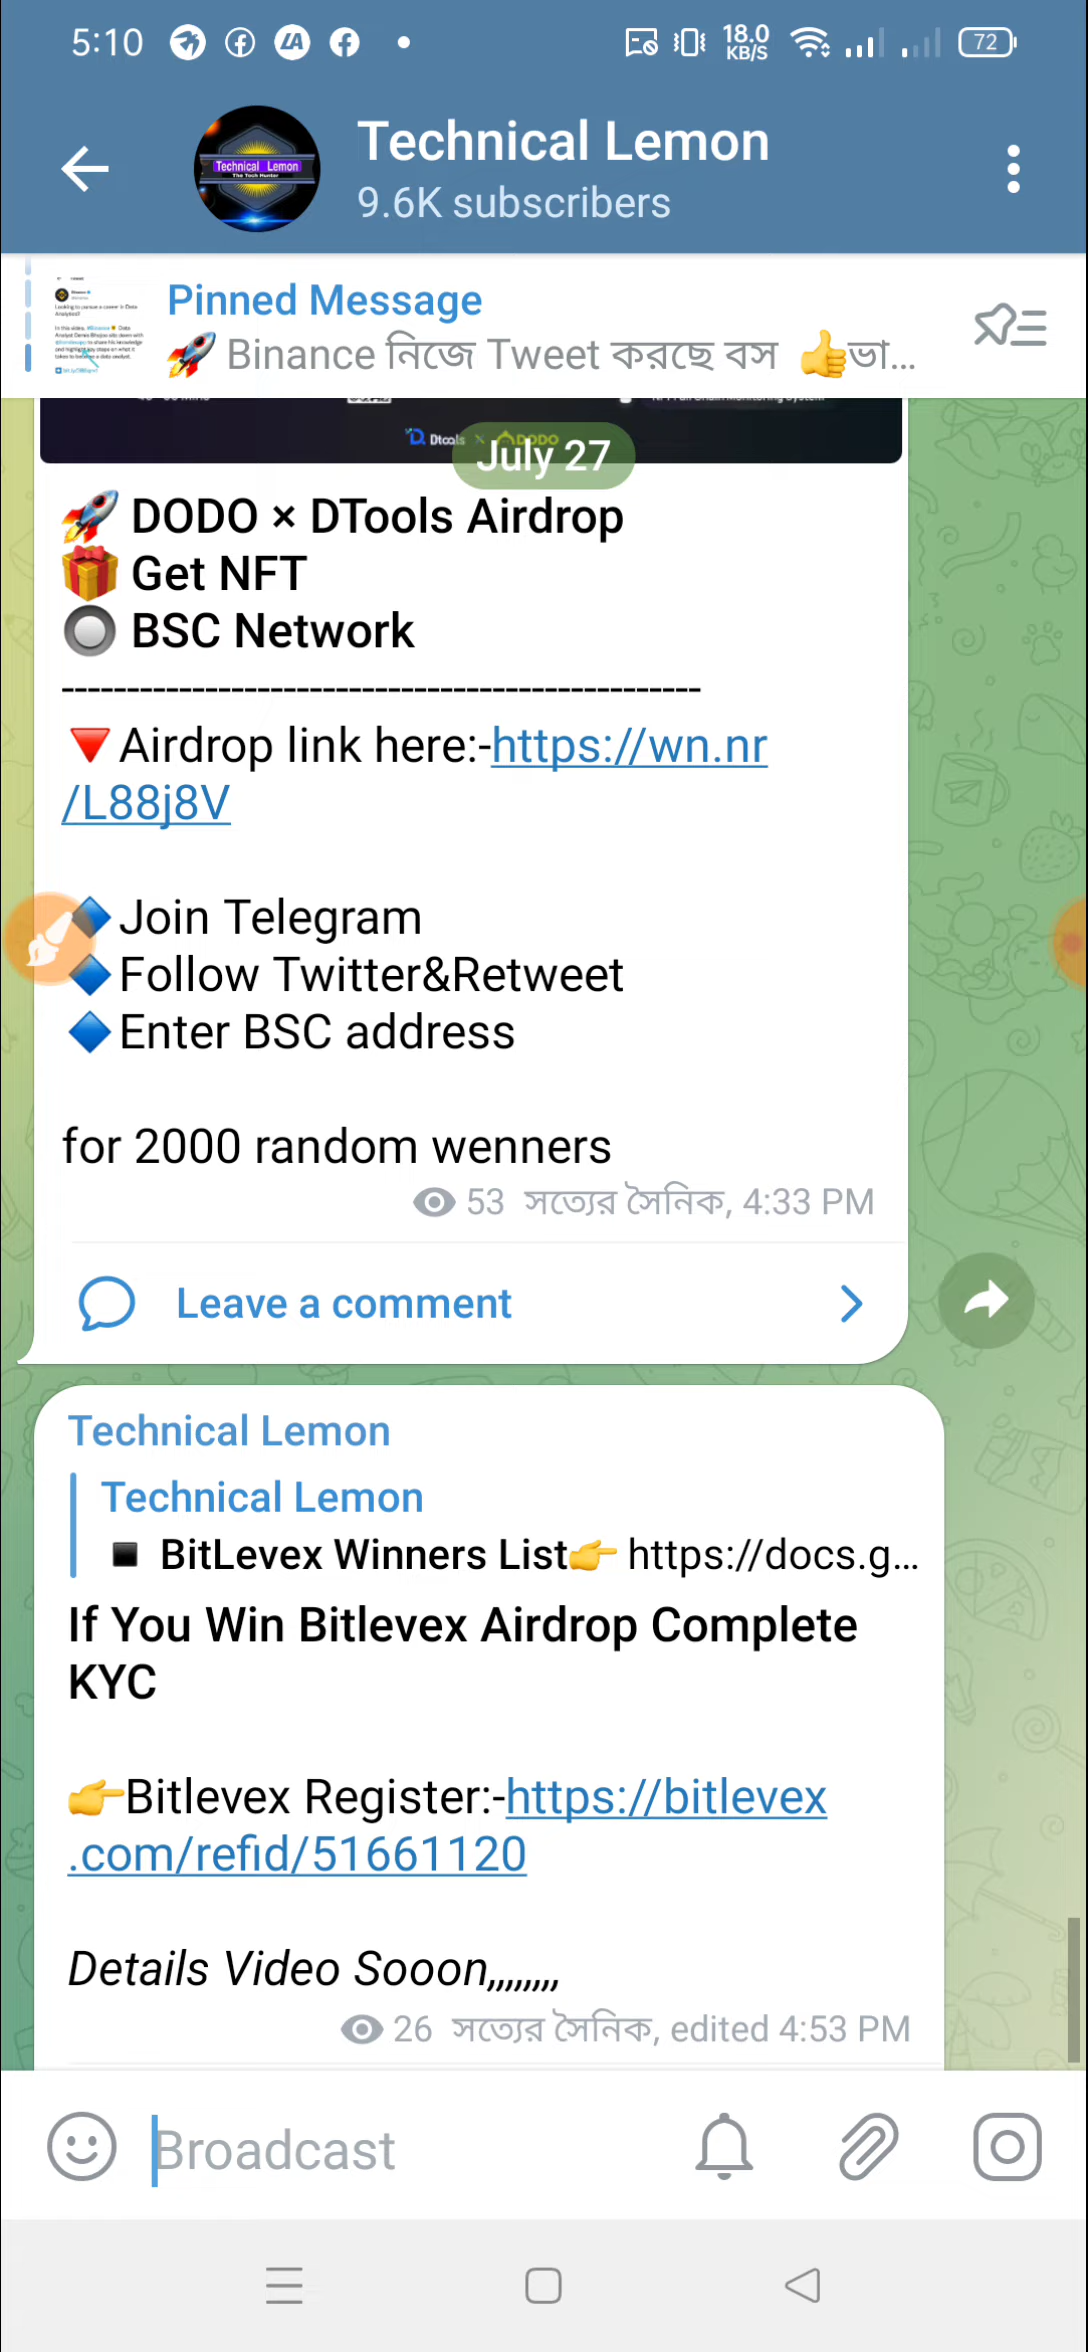 5:10
18.0
KB/S
72
Technical Lemon
9.6K subscribers
Technical Lemon
Pinned Message
🚀 Binance নিজে Tweet করছে বস 👍ভা...
Dtools × DODO
July 27
🚀 DODO × DTools Airdrop
🎁 Get NFT
🔘 BSC Network
-------------------------------------------------
🔻Airdrop link here:-https://wn.nr
/L88j8V
🔷Join Telegram
🔷Follow Twitter&Retweet
🔷Enter BSC address
for 2000 random wenners
53 সত্যের সৈনিক, 4:33 PM
Leave a comment
Technical Lemon
Technical Lemon
▪️ BitLevex Winners List👉 https://docs.g...
If You Win Bitlevex Airdrop Complete
KYC
👉Bitlevex Register:-https://bitlevex
.com/refid/51661120
Details Video Sooon,,,,,,,,
26 সত্যের সৈনিক, edited 4:53 PM
Broadcast